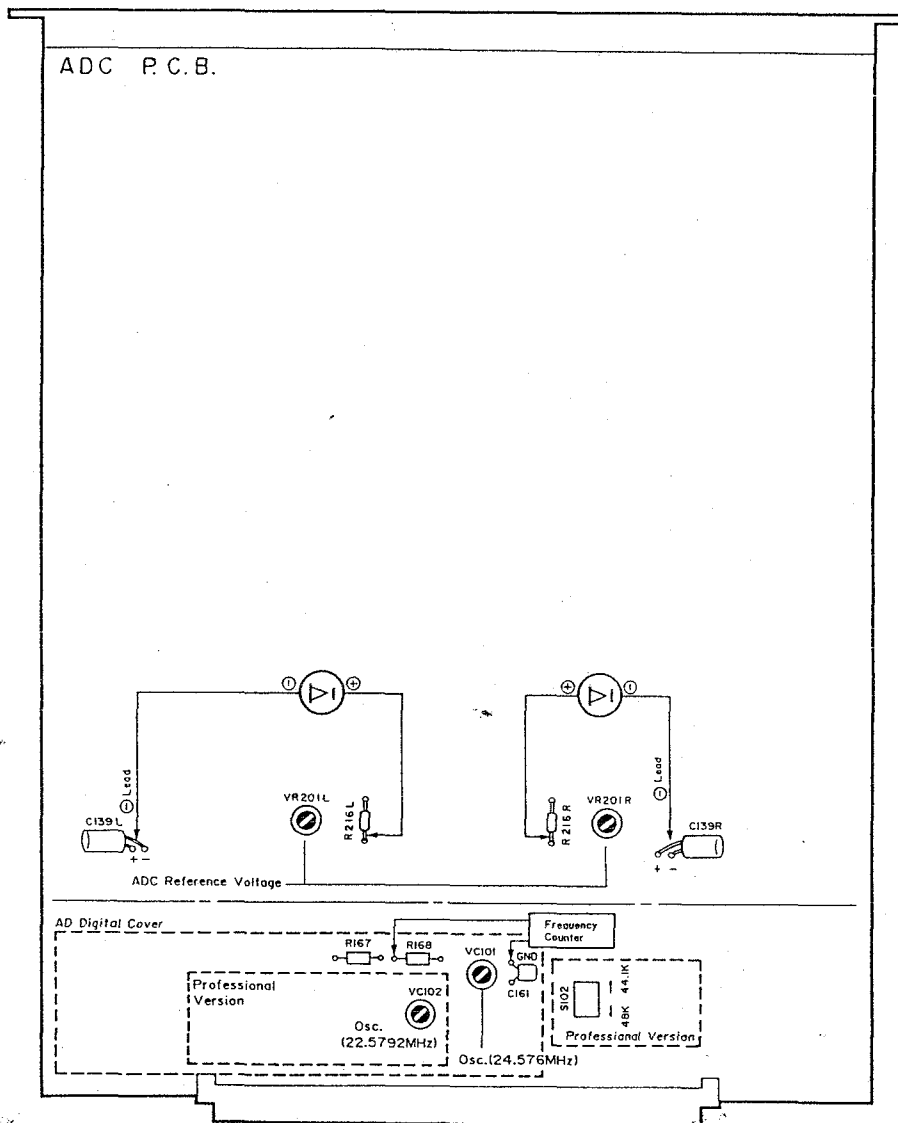 ADC P.C.B.
⊖ ⊕
⊕ ⊖
⊖ Lead
⊖ Lead
VR201L
R216L
R216R
VR201R
C139L
C139R
+ −
+ −
ADC Reference Voltage
AD Digital Cover
Frequency
Counter
R167
R168
VC101
GND
C161
Professional
Version
VC102
Osc.
(22.5792MHz)
Osc.(24.576MHz)
S102
48K 44.1K
Professional Version